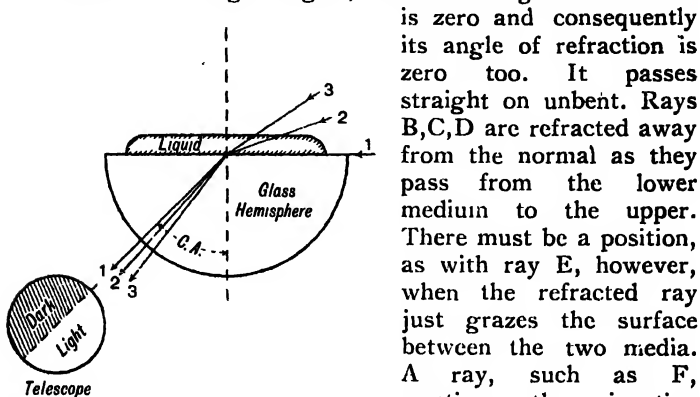 is zero and consequently
its angle of refraction is
zero too. It passes
straight on unbent. Rays
B,C,D are refracted away
from the normal as they
pass from the lower
medium to the upper.
There must be a position,
as with ray E, however,
when the refracted ray
just grazes the surface
between the two media.
A ray, such as F,
3
2
1
Liquid
Glass
Hemisphere
C.A.
1
2
3
Dark
Light
Telescope